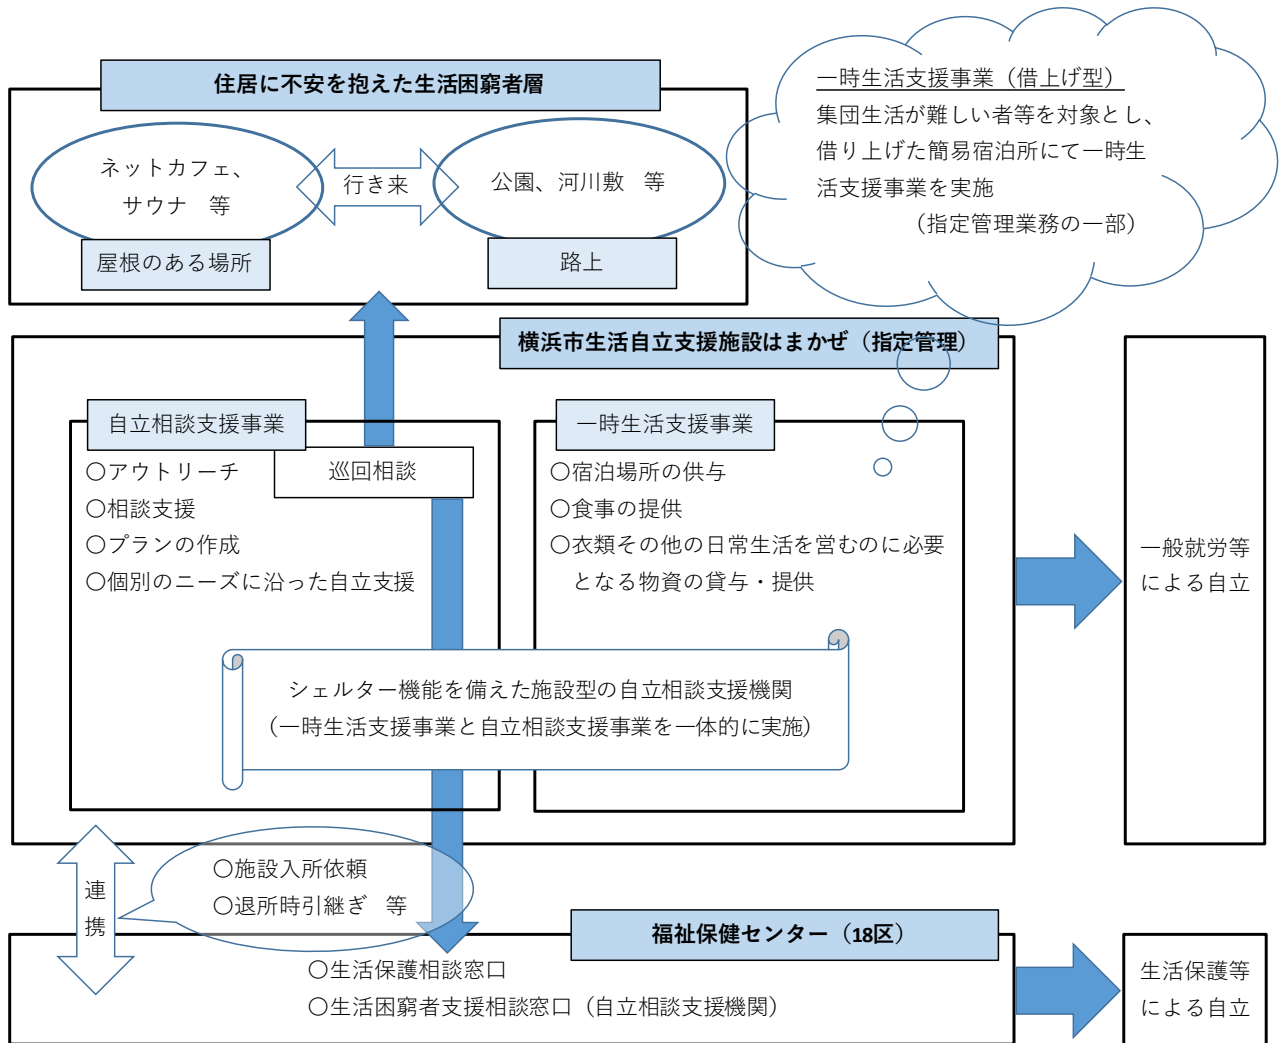 住居に不安を抱えた生活困窮者層
ネットカフェ、
サウナ　等
行き来
公園、河川敷　等
屋根のある場所
路上
一時生活支援事業（借上げ型）
集団生活が難しい者等を対象とし、
借り上げた簡易宿泊所にて一時生
活支援事業を実施
（指定管理業務の一部）
横浜市生活自立支援施設はまかぜ（指定管理）
自立相談支援事業
巡回相談
〇アウトリーチ
〇相談支援
〇プランの作成
〇個別のニーズに沿った自立支援
一時生活支援事業
〇宿泊場所の供与
〇食事の提供
〇衣類その他の日常生活を営むのに必要
となる物資の貸与・提供
シェルター機能を備えた施設型の自立相談支援機関
（一時生活支援事業と自立相談支援事業を一体的に実施）
一般就労等
による自立
連
携
〇施設入所依頼
〇退所時引継ぎ　等
福祉保健センター（18区）
〇生活保護相談窓口
〇生活困窮者支援相談窓口（自立相談支援機関）
生活保護等
による自立